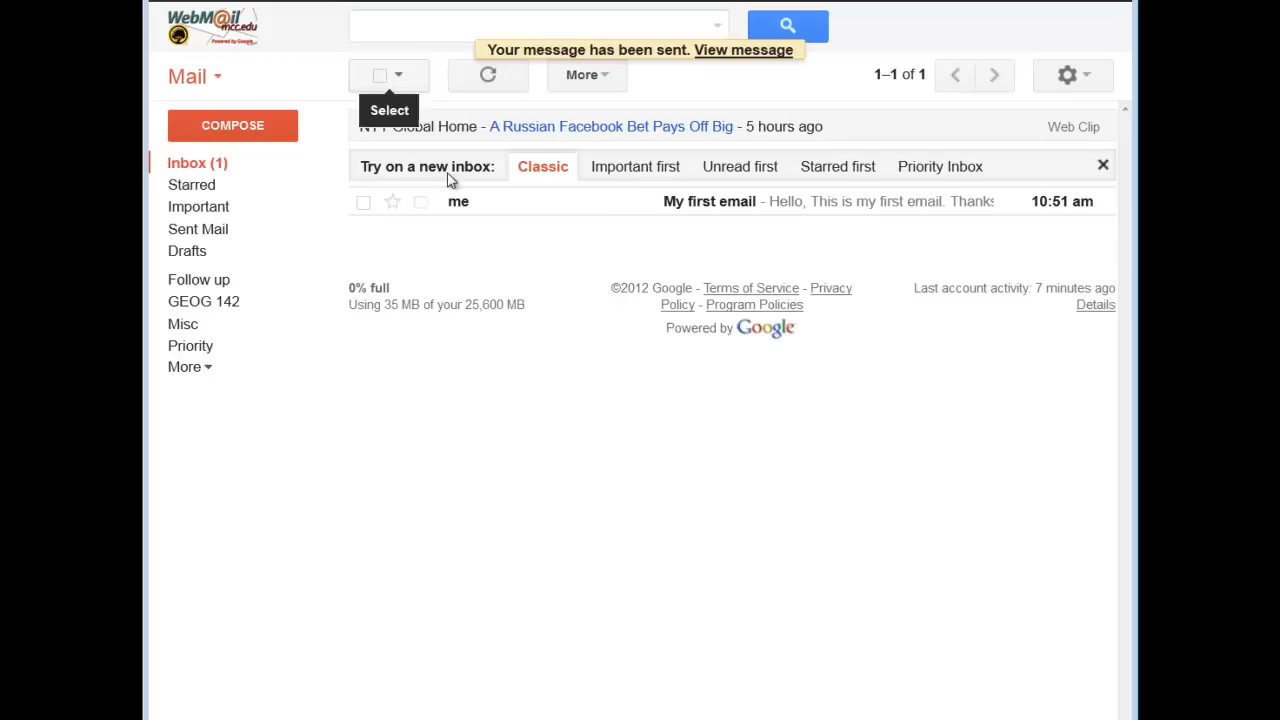 WebM@il
mcc.edu
Powered by Google
Your message has been sent. View message
Mail
More
1–1 of 1
Select
COMPOSE
Global Home - A Russian Facebook Bet Pays Off Big - 5 hours ago
Web Clip
Inbox (1)
Try on a new inbox: Classic Important first Unread first Starred first Priority Inbox
Starred
me My first email - Hello, This is my first email. Thanks 10:51 am
Important
Sent Mail
Drafts
Follow up
GEOG 142
Misc
Priority
More
0% full
Using 35 MB of your 25,600 MB
©2012 Google - Terms of Service - Privacy
Policy - Program Policies
Powered by Google
Last account activity: 7 minutes ago
Details